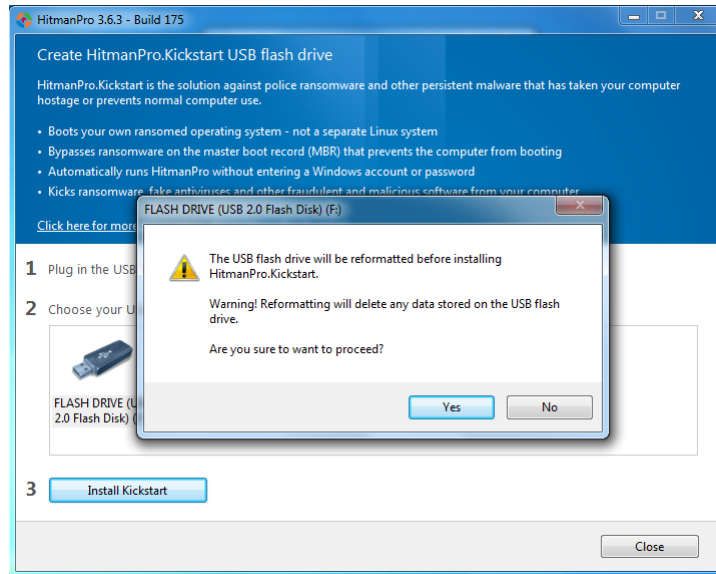 HitmanPro 3.6.3 - Build 175
Create HitmanPro.Kickstart USB flash drive
HitmanPro.Kickstart is the solution against police ransomware and other persistent malware that has taken your computer
hostage or prevents normal computer use.
• Boots your own ransomed operating system - not a separate Linux system
• Bypasses ransomware on the master boot record (MBR) that prevents the computer from booting
• Automatically runs HitmanPro without entering a Windows account or password
• Kicks ransomware, fake antiviruses and other fraudulent and malicious software from your computer
Click here for more
FLASH DRIVE (USB 2.0 Flash Disk) (F:)
The USB flash drive will be reformatted before installing
HitmanPro.Kickstart.
Warning! Reformatting will delete any data stored on the USB flash
drive.
Are you sure to want to proceed?
Yes
No
1 Plug in the USB
2 Choose your U
FLASH DRIVE (U
2.0 Flash Disk) (
3 Install Kickstart
Close